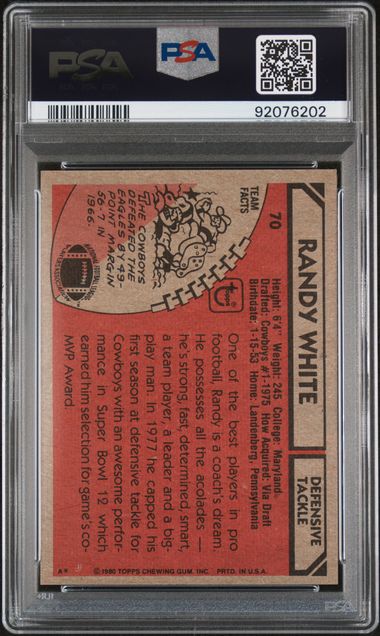 PSA
PSA
92076202
RANDY WHITE
DEFENSIVE
TACKLE
70
Height: 6'4" Weight: 245 College: Maryland
Drafted: Cowboys #1-1975 How Acquired: Via Draft
Birthdate: 1-15-53 Home: Landenberg, Pennsylvania
TEAM
FACTS
Topps
THE COWBOYS
DEFEATED THE
EAGLES BY 49-
POINT MARGIN
56-7 IN
1966.
One of the best players in pro
football, Randy is a coach's dream.
He possesses all the acolades —
he's strong, fast, determined, smart,
a team player, a leader and a big-
play man. In 1977 he capped his
first season at defensive tackle for
Cowboys with an awesome perfor-
mance in Super Bowl 12 which
earned him selection for game's co-
MVP Award.
A*
© 1980 TOPPS CHEWING GUM, INC. PRTD. IN U.S.A.